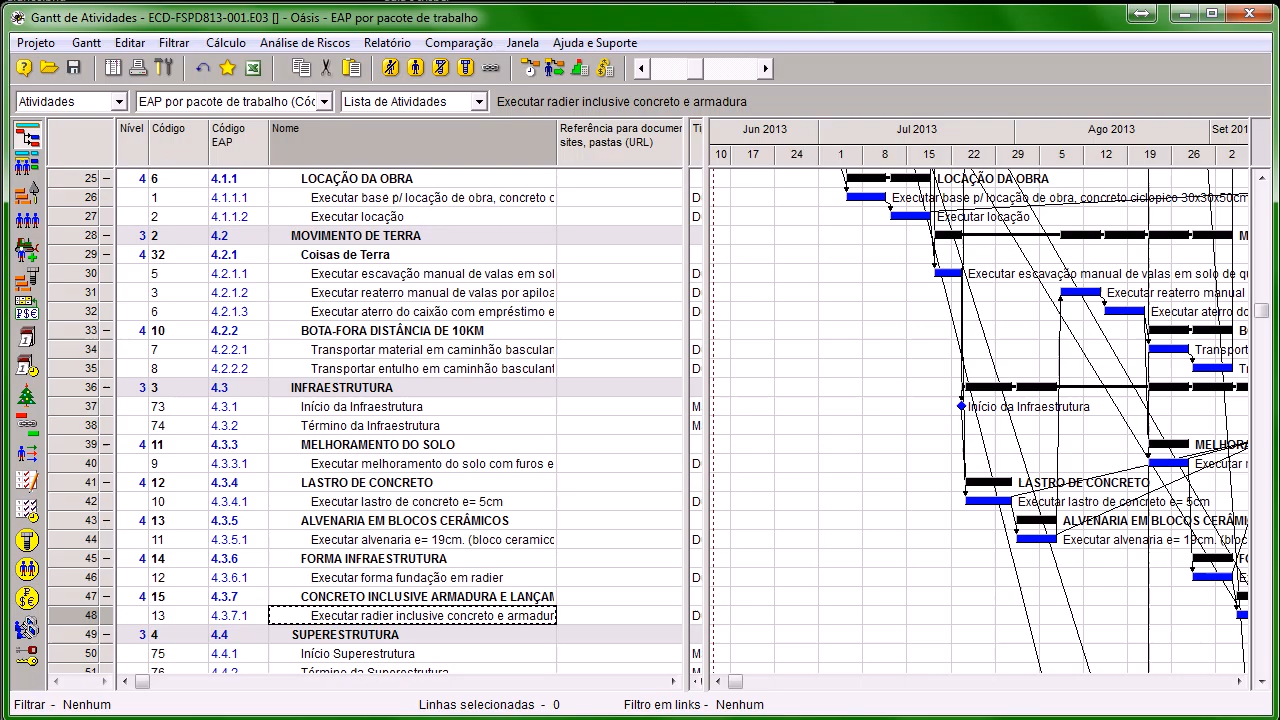 Gantt de Atividades - ECD-FSPD813-001.E03 [] - Oásis - EAP por pacote de trabalho
Projeto Gantt Editar Filtrar Cálculo Análise de Riscos Relatório Comparação Janela Ajuda e Suporte
Atividades EAP por pacote de trabalho (Cóc Lista de Atividades Executar radier inclusive concreto e armadura
Nível Código Código EAP Nome Referência para documen sites, pastas (URL) Ti
Jun 2013 Jul 2013 Ago 2013 Set 201
10 17 24 1 8 15 22 29 5 12 19 26 2
25 4 6 4.1.1 LOCAÇÃO DA OBRA LOCAÇÃO DA OBRA
26 1 4.1.1.1 Executar base p/ locação de obra, concreto c D Executar base p/ locação de obra, concreto ciclopico 30x30x50cm
27 2 4.1.1.2 Executar locação D Executar locação
28 3 2 4.2 MOVIMENTO DE TERRA M
29 4 32 4.2.1 Coisas de Terra
30 5 4.2.1.1 Executar escavação manual de valas em sol D Executar escavação manual de valas em solo de qu
31 3 4.2.1.2 Executar reaterro manual de valas por apiloa D Executar reaterro manual
32 6 4.2.1.3 Executar aterro do caixão com empréstimo e D Executar aterro do
33 4 10 4.2.2 BOTA-FORA DISTÂNCIA DE 10KM B
34 7 4.2.2.1 Transportar material em caminhão basculan D Transport
35 8 4.2.2.2 Transportar entulho em caminhão basculant D Tr
36 3 3 4.3 INFRAESTRUTURA
37 73 4.3.1 Início da Infraestrutura M Início da Infraestrutura
38 74 4.3.2 Término da Infraestrutura M
39 4 11 4.3.3 MELHORAMENTO DO SOLO MELHORA
40 9 4.3.3.1 Executar melhoramento do solo com furos e D Executar m
41 4 12 4.3.4 LASTRO DE CONCRETO LASTRO DE CONCRETO
42 10 4.3.4.1 Executar lastro de concreto e= 5cm D Executar lastro de concreto e= 5cm
43 4 13 4.3.5 ALVENARIA EM BLOCOS CERÂMICOS ALVENARIA EM BLOCOS CERÂMI
44 11 4.3.5.1 Executar alvenaria e= 19cm. (bloco ceramic D Executar alvenaria e= 19cm. (bloco c
45 4 14 4.3.6 FORMA INFRAESTRUTURA FO
46 12 4.3.6.1 Executar forma fundação em radier D E
47 4 15 4.3.7 CONCRETO INCLUSIVE ARMADURA E LANÇAM
48 13 4.3.7.1 Executar radier inclusive concreto e armadur D
49 3 4 4.4 SUPERESTRUTURA
50 75 4.4.1 Início Superestrutura M
51 76 4.4.2 Término da Superestrutura M
Filtrar - Nenhum Linhas selecionadas - 0 Filtro em links - Nenhum